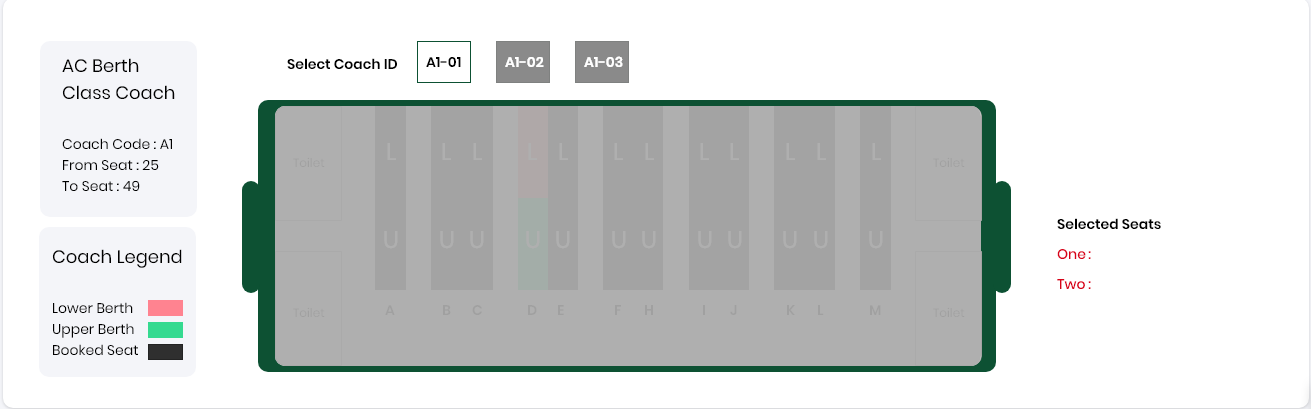 AC Berth
Class Coach
Coach Code : A1
From Seat : 25
To Seat : 49
Coach Legend
Lower Berth
Upper Berth
Booked Seat
Select Coach ID A1-01 A1-02 A1-03
Toilet L L L L L L L L L L L L Toilet
U U U U U U U U U U U U
A B C D E F H I J K L M
Toilet Toilet
Selected Seats
One :
Two :